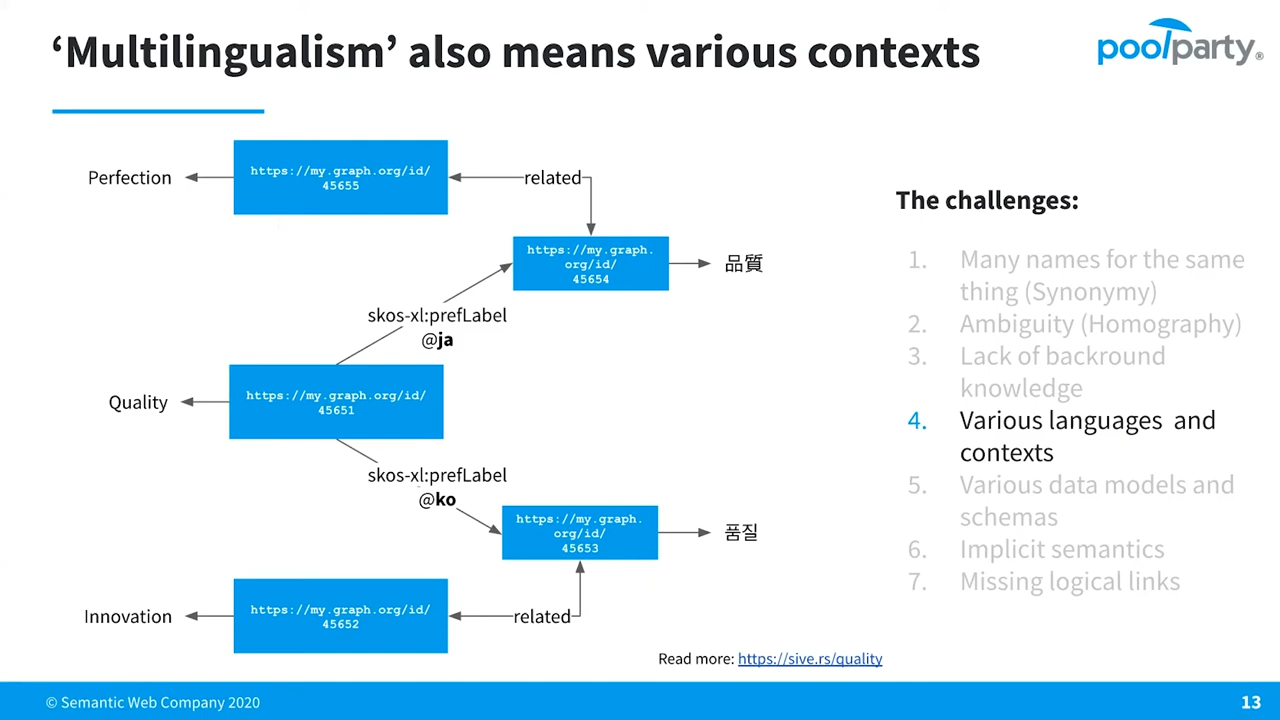 ‘Multilingualism’ also means various contexts
poolparty®
Perfection
https://my.graph.org/id/
45655
related
https://my.graph.
org/id/
45654
品質
skos-xl:prefLabel
@ja
Quality
https://my.graph.org/id/
45651
skos-xl:prefLabel
@ko
https://my.graph.
org/id/
45653
품질
Innovation
https://my.graph.org/id/
45652
related
The challenges:
1. Many names for the same
thing (Synonymy)
2. Ambiguity (Homography)
3. Lack of backround
knowledge
4. Various languages and
contexts
5. Various data models and
schemas
6. Implicit semantics
7. Missing logical links
Read more: https://sive.rs/quality
© Semantic Web Company 2020
13